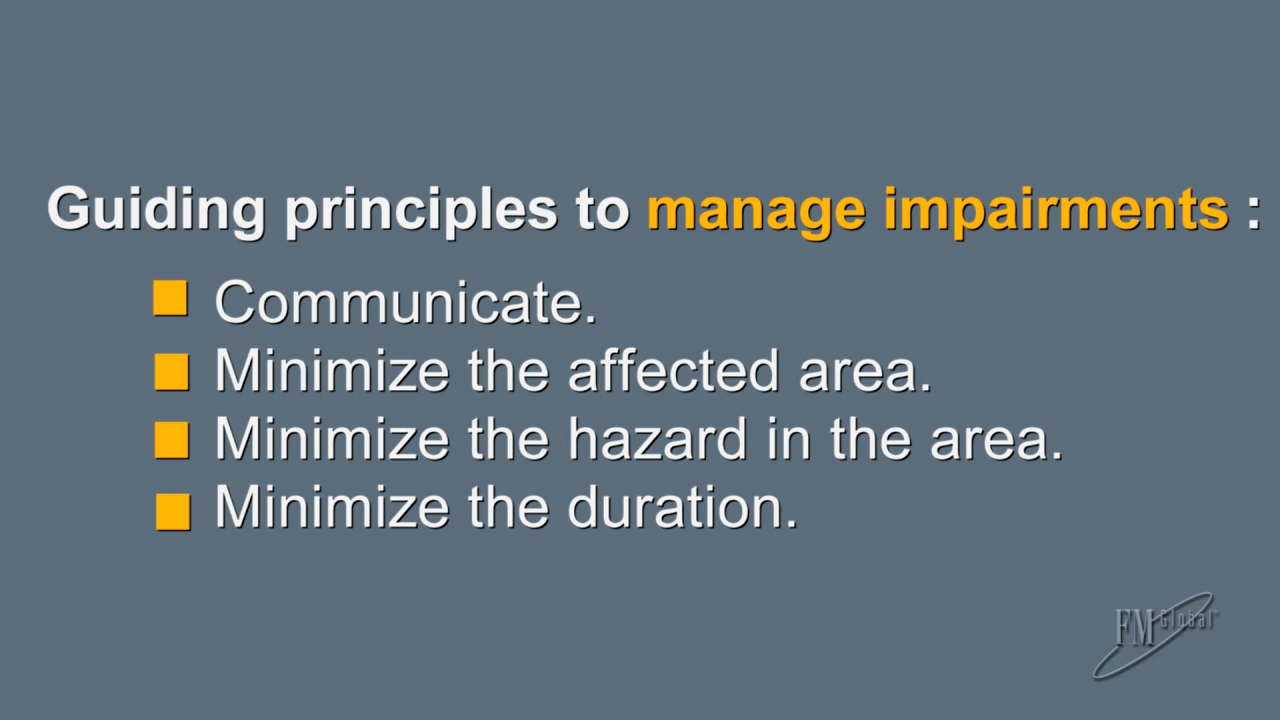 Guiding principles to manage impairments :
Communicate.
Minimize the affected area.
Minimize the hazard in the area.
Minimize the duration.
FM Global™